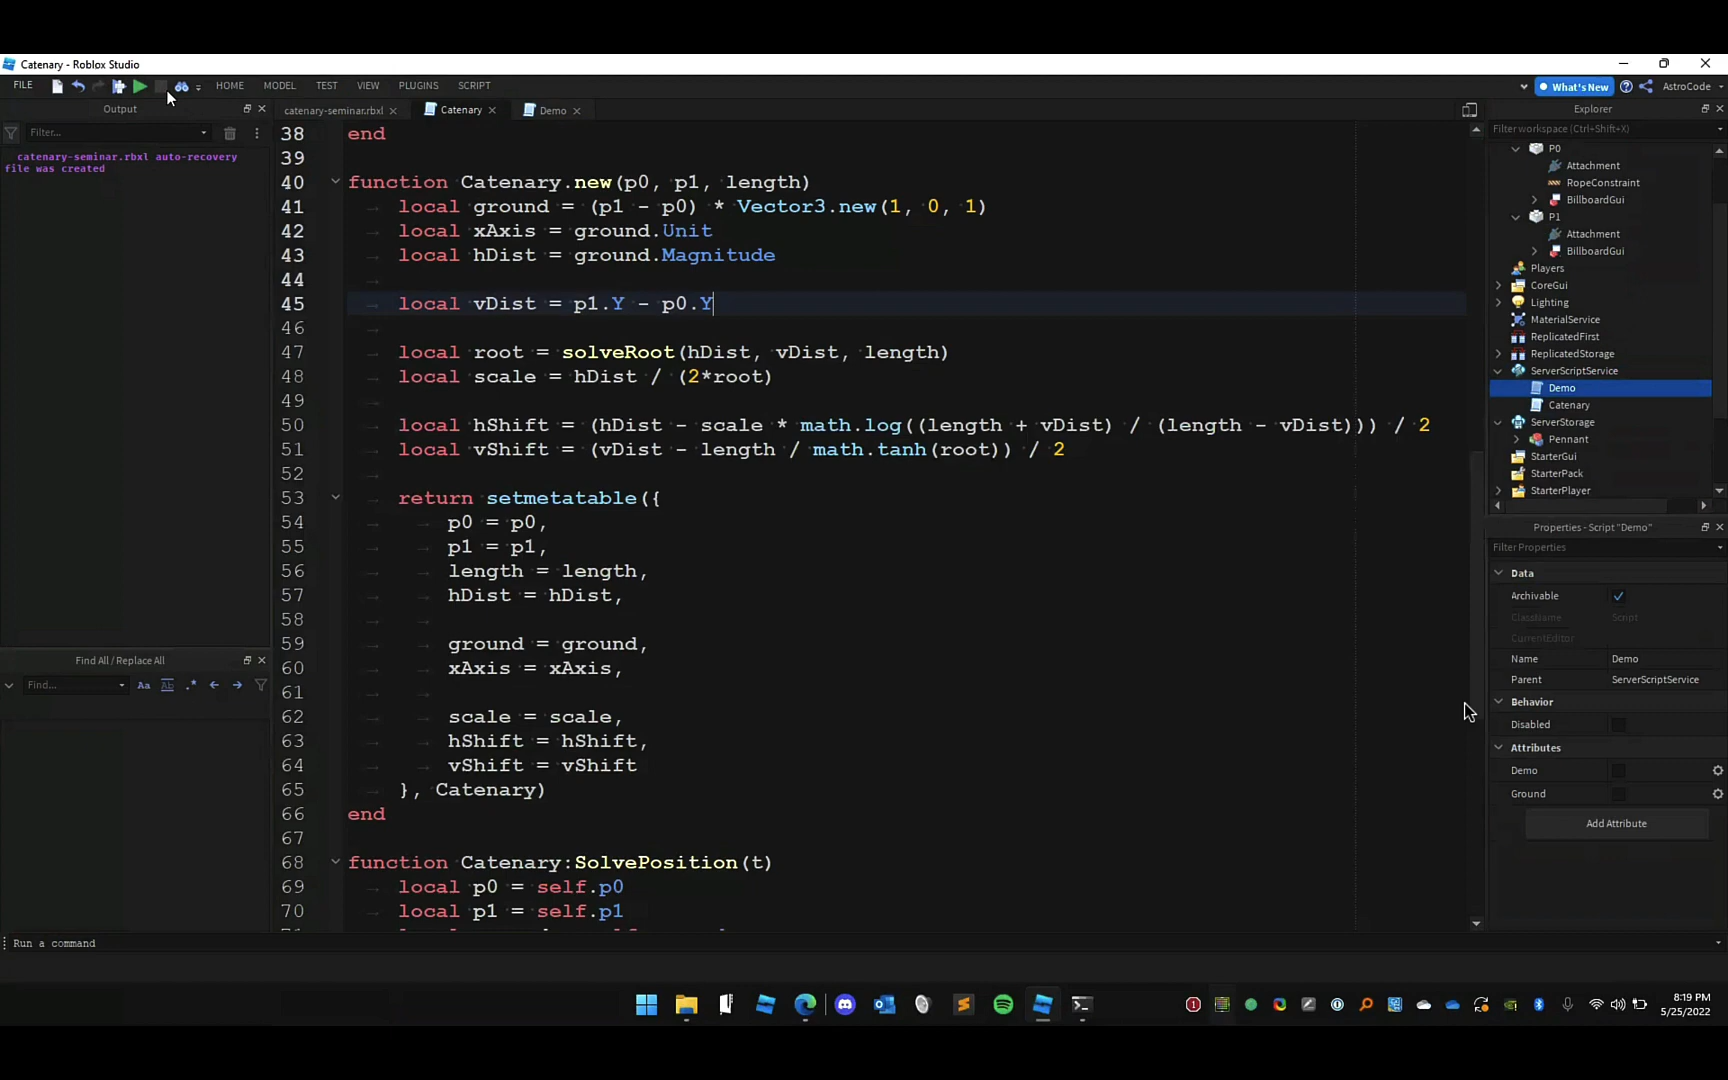 Catenary - Roblox Studio
FILE HOME MODEL TEST VIEW PLUGINS SCRIPT What's New AstroCode
Output
Filter...
catenary-seminar.rbxl auto-recovery
file was created
Find All / Replace All
Find... Aa Ab .*
catenary-seminar.rbxl × Catenary × Demo ×
38 end
39
40 function Catenary.new(p0, p1, length)
41 local ground = (p1 - p0) * Vector3.new(1, 0, 1)
42 local xAxis = ground.Unit
43 local hDist = ground.Magnitude
44
45 local vDist = p1.Y - p0.Y
46
47 local root = solveRoot(hDist, vDist, length)
48 local scale = hDist / (2*root)
49
50 local hShift = (hDist - scale * math.log((length + vDist) / (length - vDist))) / 2
51 local vShift = (vDist - length / math.tanh(root)) / 2
52
53 return setmetatable({
54 p0 = p0,
55 p1 = p1,
56 length = length,
57 hDist = hDist,
58
59 ground = ground,
60 xAxis = xAxis,
61
62 scale = scale,
63 hShift = hShift,
64 vShift = vShift
65 }, Catenary)
66 end
67
68 function Catenary:SolvePosition(t)
69 local p0 = self.p0
70 local p1 = self.p1
Explorer
Filter workspace (Ctrl+Shift+X)
P0
Attachment
RopeConstraint
BillboardGui
P1
Attachment
BillboardGui
Players
CoreGui
Lighting
MaterialService
ReplicatedFirst
ReplicatedStorage
ServerScriptService
Demo
Catenary
ServerStorage
Pennant
StarterGui
StarterPack
StarterPlayer
Properties - Script "Demo"
Filter Properties
Data
Archivable
ClassName Script
CurrentEditor
Name Demo
Parent ServerScriptService
Behavior
Disabled
Attributes
Demo
Ground
Add Attribute
Run a command
8:19 PM
5/25/2022